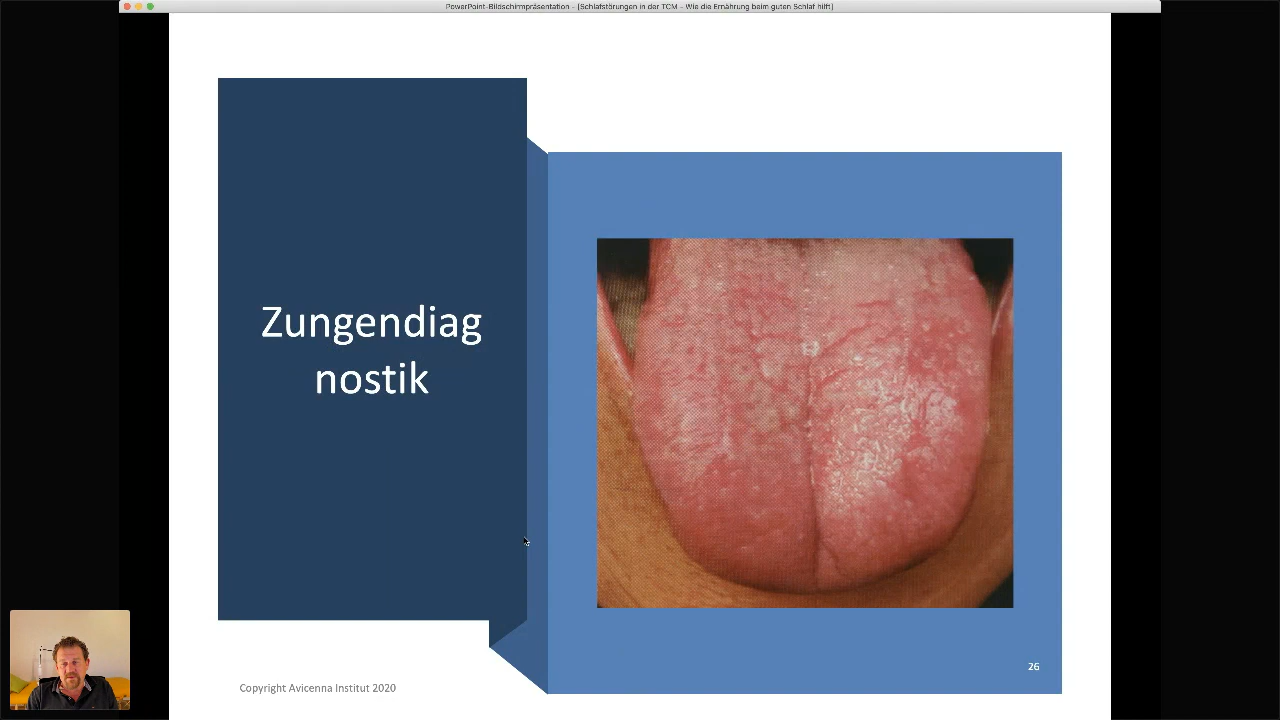 PowerPoint-Bildschirmpräsentation - [Schlafstörungen in der TCM – Wie die Ernährung beim guten Schlaf hilft]
Zungendiag
nostik
26
Copyright Avicenna Institut 2020